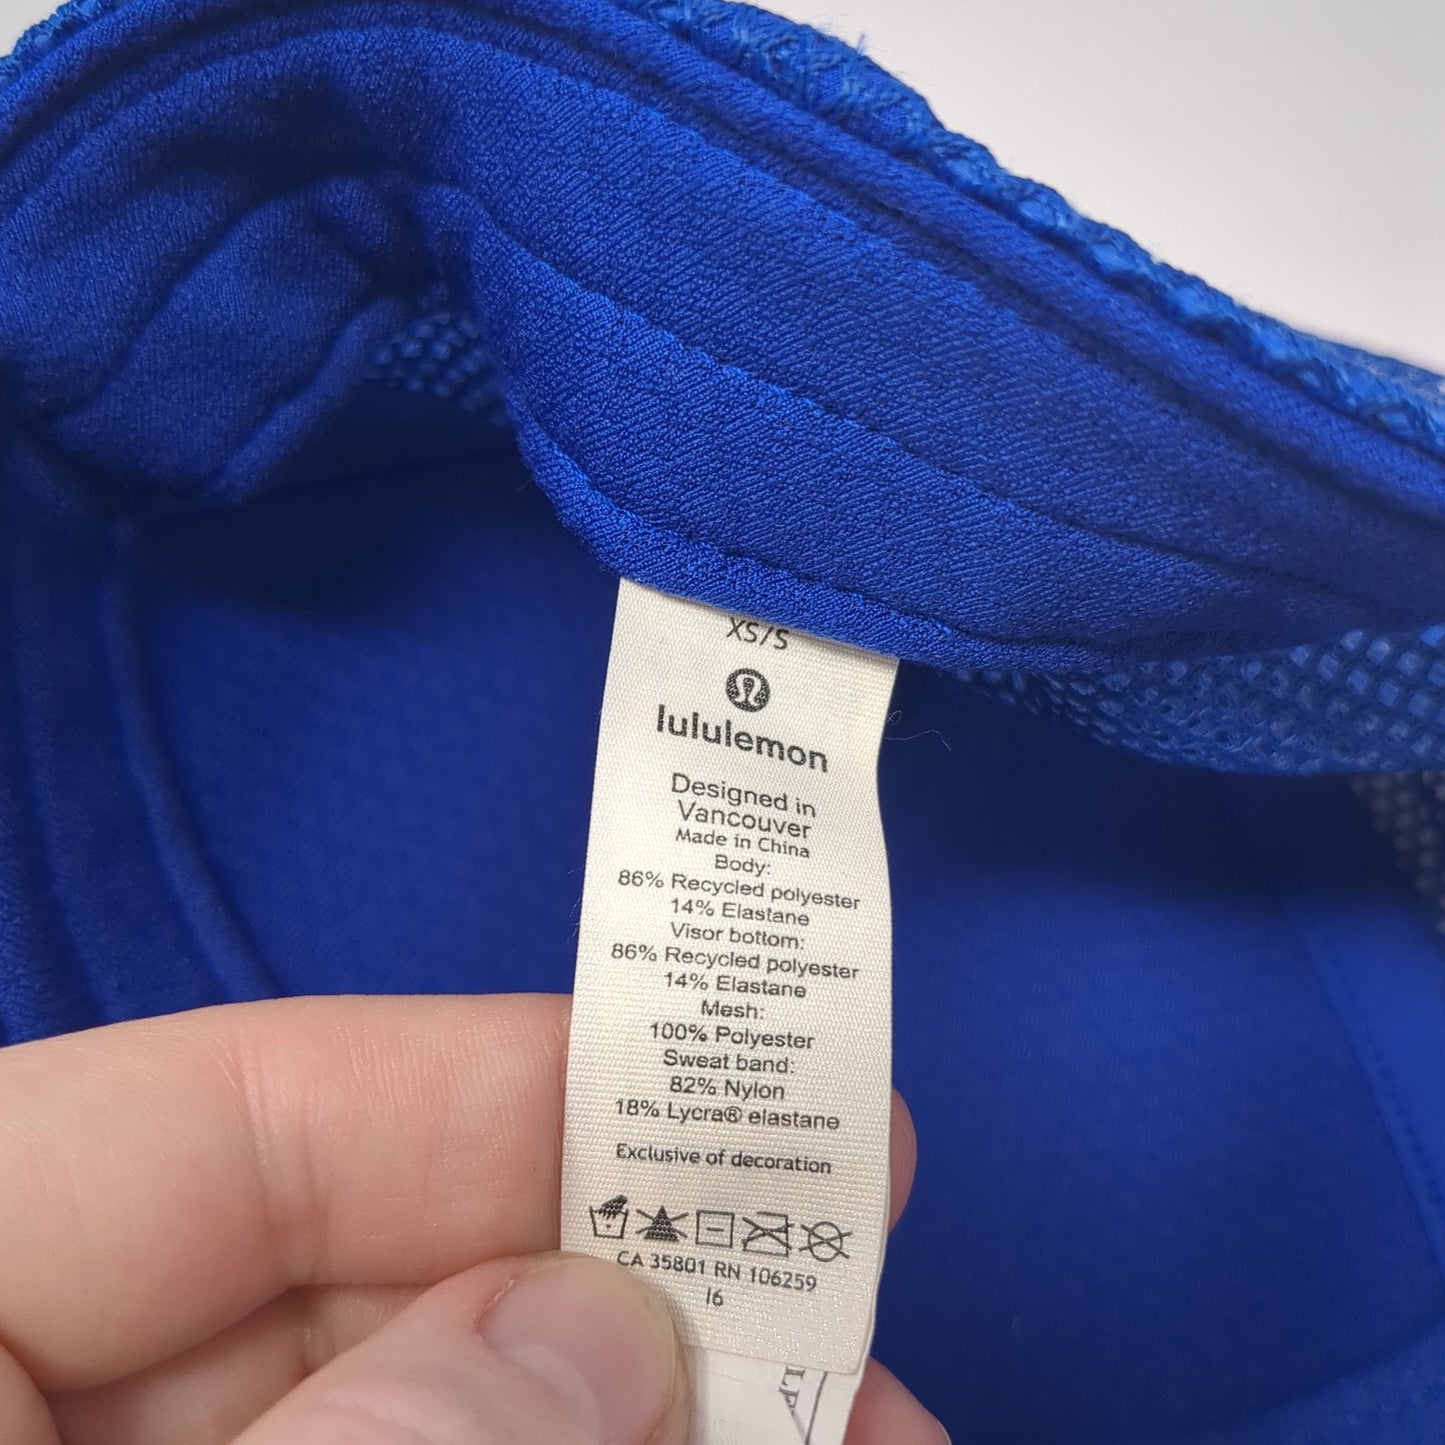 XS/S
lululemon
Designed in
Vancouver
Made in China
Body:
86% Recycled polyester
14% Elastane
Visor bottom:
86% Recycled polyester
14% Elastane
Mesh:
100% Polyester
Sweat band:
82% Nylon
18% Lycra® elastane
Exclusive of decoration
CA 35801 RN 106259
16